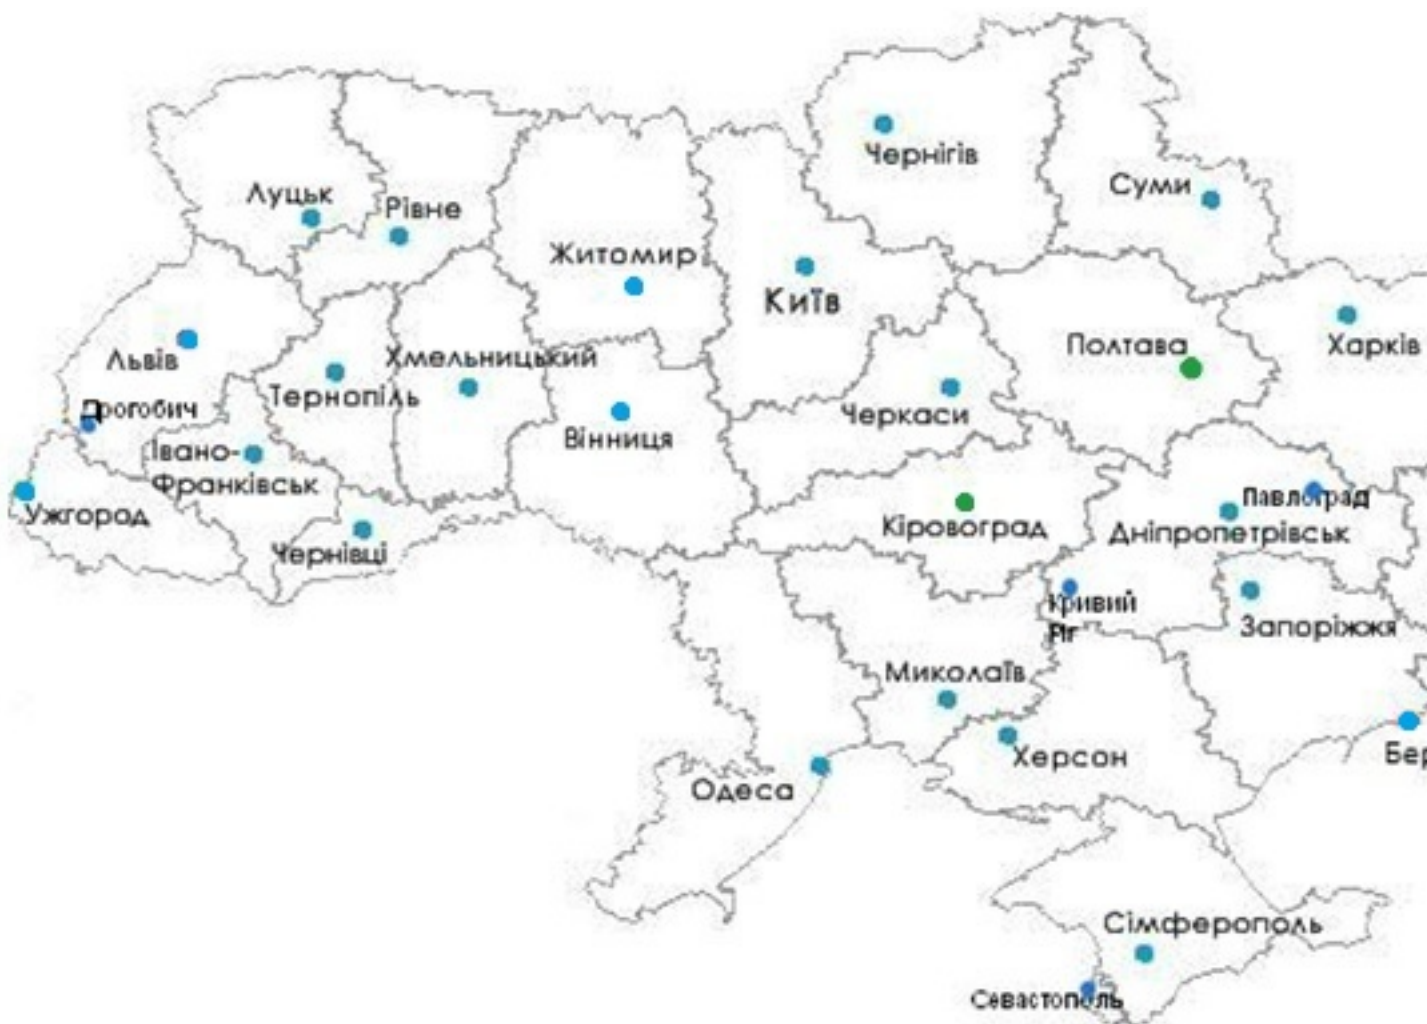 Чернігів
Суми
Луцьк
Рівне
Житомир
Київ
Полтава
Харків
Львів
Хмельницький
Тернопіль
Дрогобич
Черкаси
Вінниця
Івано-
Франківськ
Ужгород
Чернівці
Кіровоград
Павлоград
Дніпропетрівськ
Кривий
Ріг
Запоріжжя
Миколаїв
Херсон
Бер
Одеса
Сімферополь
Севастополь